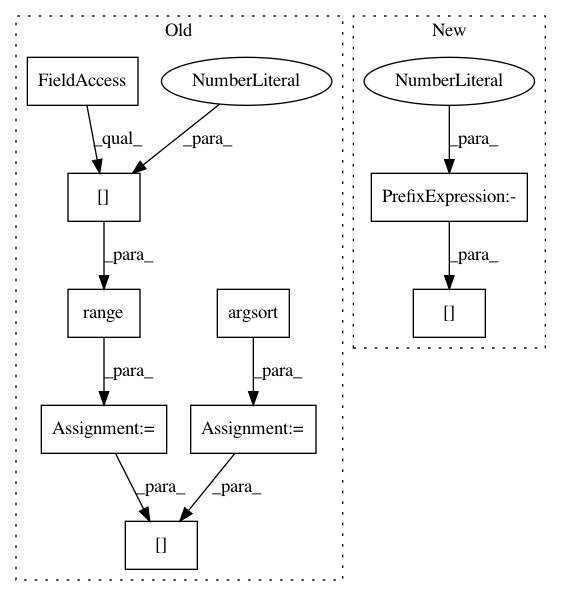 Old
New
FieldAccess
NumberLiteral
NumberLiteral
_qual_
_para_
_para_
[]
PrefixExpression:-
_para_
_para_
range
argsort
[]
_para_
_para_
Assignment:=
Assignment:=
_para_
_para_
[]